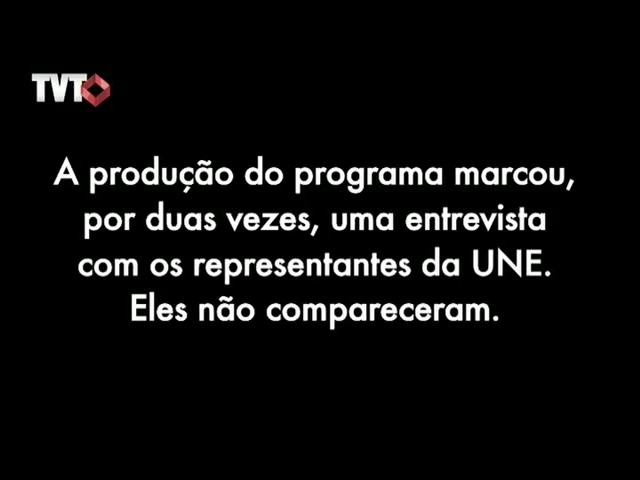 TVT
A produção do programa marcou,
por duas vezes, uma entrevista
com os representantes da UNE.
Eles não compareceram.